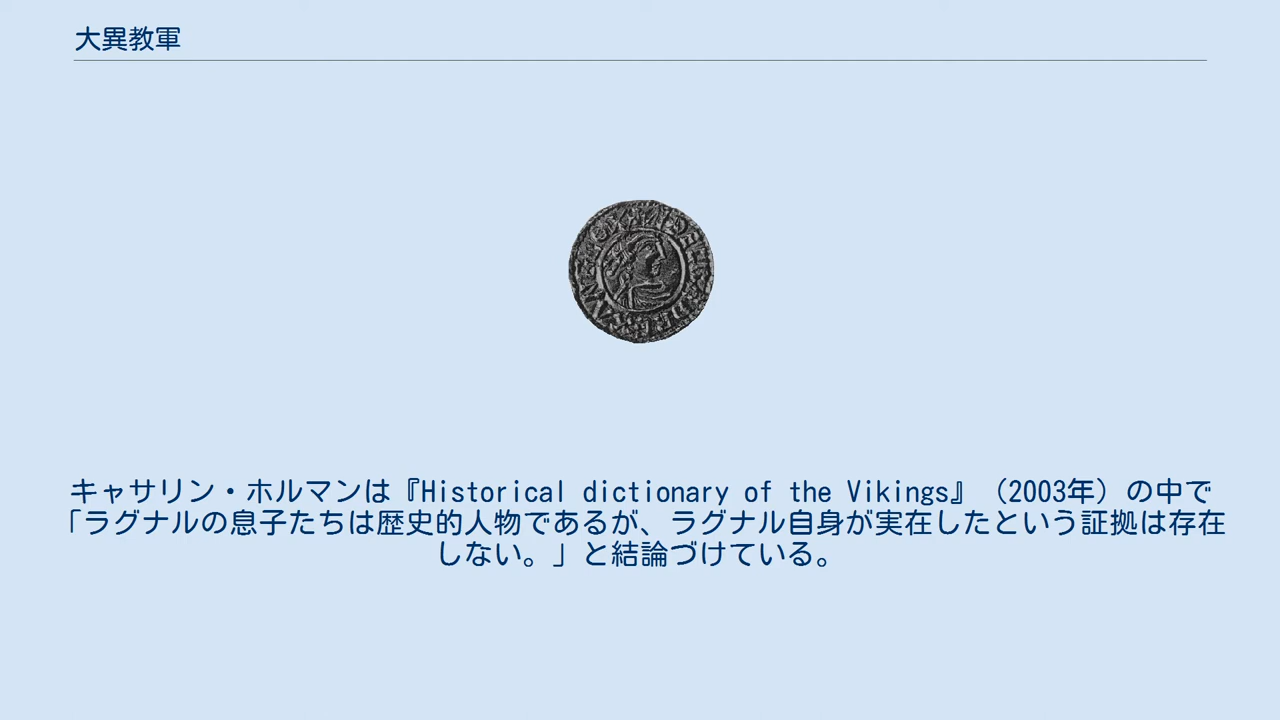 大異教軍
キャサリン・ホルマンは『Historical dictionary of the Vikings』（2003年）の中で
「ラグナルの息子たちは歴史的人物であるが、ラグナル自身が実在したという証拠は存在
しない。」と結論づけている。